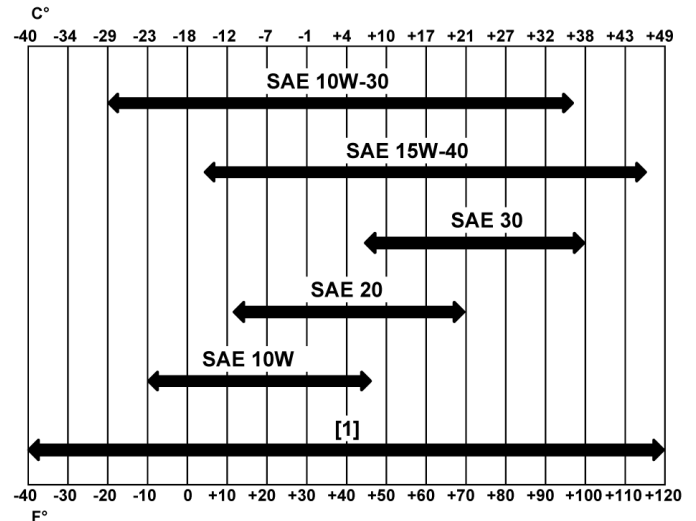 C°
-40 -34 -29 -23 -18 -12 -7 -1 +4 +10 +17 +21 +27 +32 +38 +43 +49
SAE 10W-30
SAE 15W-40
SAE 30
SAE 20
SAE 10W
[1]
-40 -30 -20 -10 0 +10 +20 +30 +40 +50 +60 +70 +80 +90 +100 +110 +120
F°